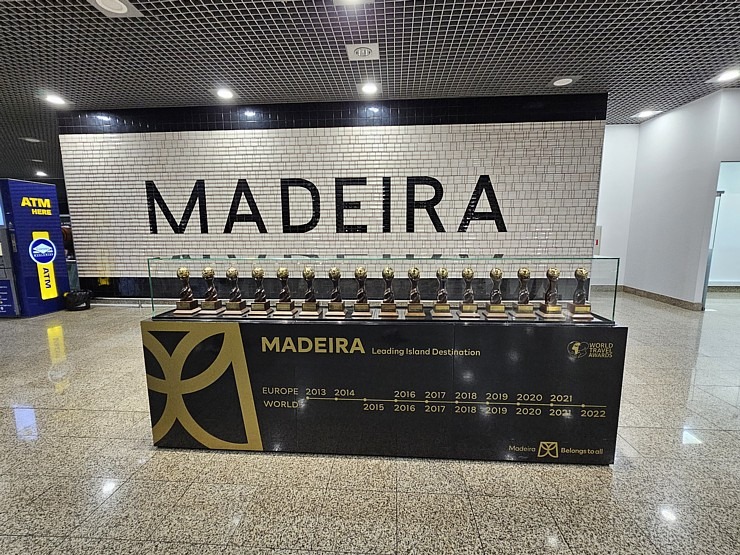 MADEIRA
ATM
HERE
ATM
MADEIRA Leading Island Destination
WORLD
TRAVEL
AWARDS
EUROPE 2013 2014 2016 2017 2018 2019 2020 2021
WORLD 2015 2016 2017 2018 2019 2020 2021 2022
Madeira Belongs to all